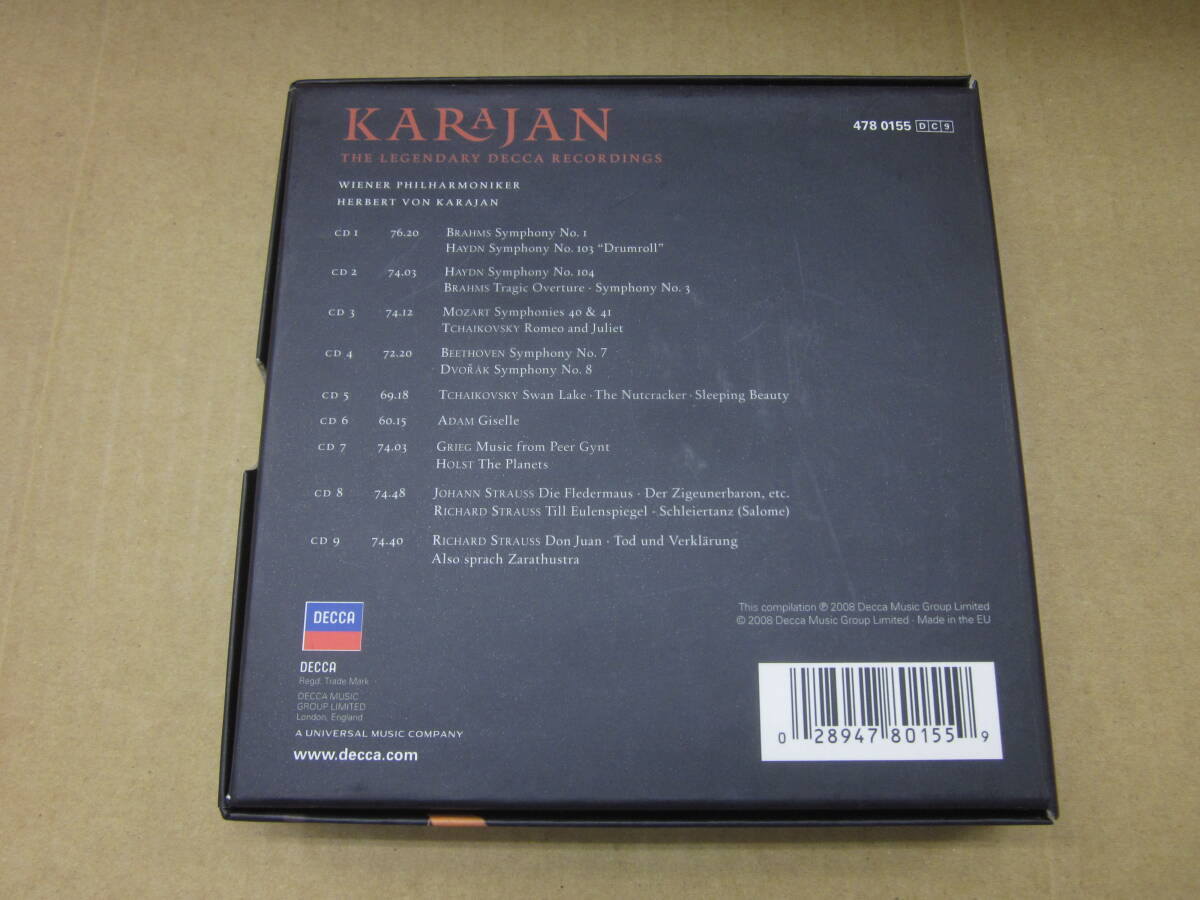 KARAJAN
478 0155 DC9
THE LEGENDARY DECCA RECORDINGS
WIENER PHILHARMONIKER
HERBERT VON KARAJAN
CD 1 76.20 BRAHMS Symphony No. 1
HAYDN Symphony No. 103 “Drumroll”
CD 2 74.03 HAYDN Symphony No. 104
BRAHMS Tragic Overture · Symphony No. 3
CD 3 74.12 MOZART Symphonies 40 & 41
TCHAIKOVSKY Romeo and Juliet
CD 4 72.20 BEETHOVEN Symphony No. 7
DVOŘÁK Symphony No. 8
CD 5 69.18 TCHAIKOVSKY Swan Lake · The Nutcracker · Sleeping Beauty
CD 6 60.15 ADAM Giselle
CD 7 74.03 GRIEG Music from Peer Gynt
HOLST The Planets
CD 8 74.48 JOHANN STRAUSS Die Fledermaus · Der Zigeunerbaron, etc.
RICHARD STRAUSS Till Eulenspiegel · Schleiertanz (Salome)
CD 9 74.40 RICHARD STRAUSS Don Juan · Tod und Verklärung
Also sprach Zarathustra
DECCA
This compilation ℗ 2008 Decca Music Group Limited
© 2008 Decca Music Group Limited · Made in the EU
DECCA
Regd. Trade Mark
DECCA MUSIC
GROUP LIMITED
London, England
A UNIVERSAL MUSIC COMPANY
www.decca.com
0 28947 80155 9